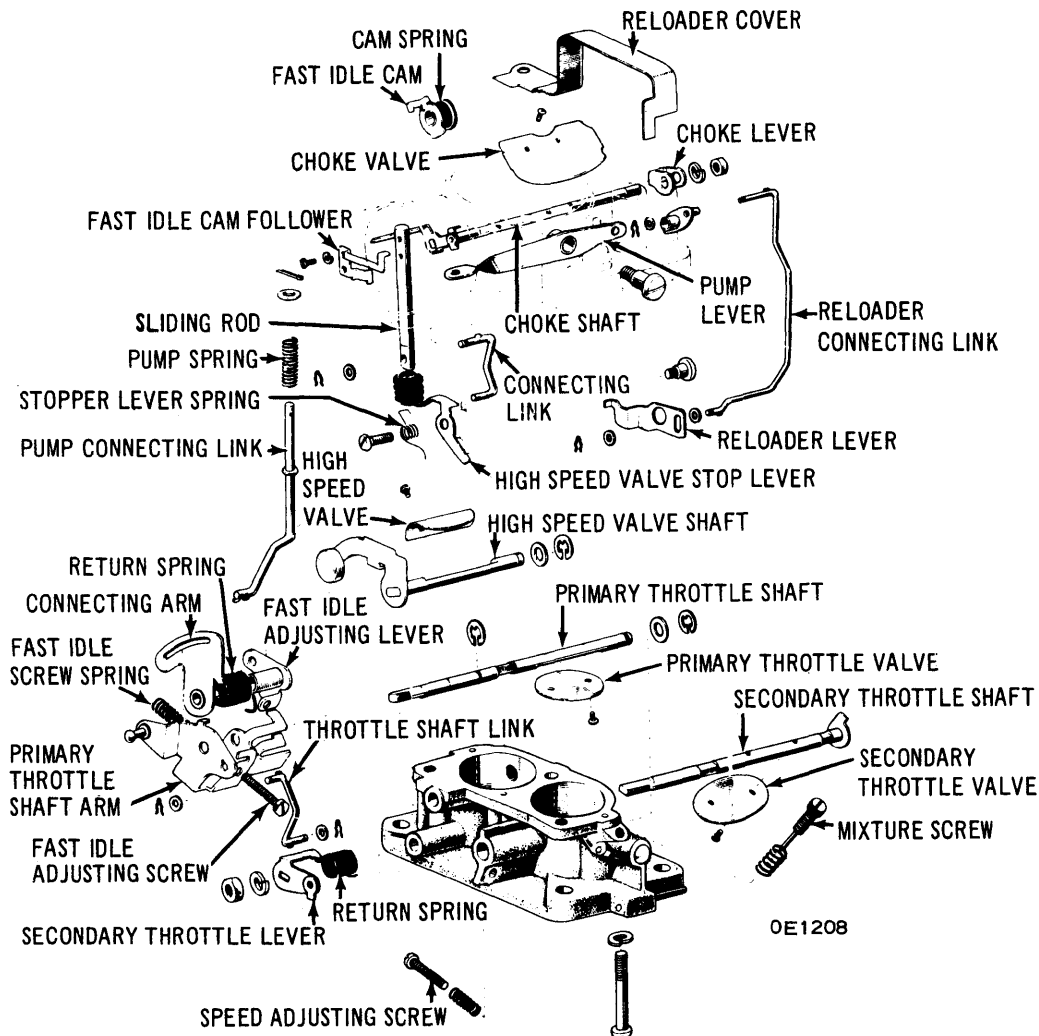 RELOADER COVER
CAM SPRING
FAST IDLE CAM
CHOKE LEVER
CHOKE VALVE
FAST IDLE CAM FOLLOWER
PUMP
LEVER
SLIDING ROD
CHOKE SHAFT
RELOADER
CONNECTING LINK
PUMP SPRING
CONNECTING
LINK
STOPPER LEVER SPRING
PUMP CONNECTING LINK
RELOADER LEVER
HIGH
SPEED
VALVE
HIGH SPEED VALVE STOP LEVER
HIGH SPEED VALVE SHAFT
RETURN SPRING
CONNECTING ARM
FAST IDLE
ADJUSTING LEVER
PRIMARY THROTTLE SHAFT
FAST IDLE
SCREW SPRING
PRIMARY THROTTLE VALVE
SECONDARY THROTTLE SHAFT
THROTTLE SHAFT LINK
PRIMARY
THROTTLE
SHAFT ARM
SECONDARY
THROTTLE VALVE
MIXTURE SCREW
FAST IDLE
ADJUSTING SCREW
RETURN SPRING
SECONDARY THROTTLE LEVER
OE1208
SPEED ADJUSTING SCREW